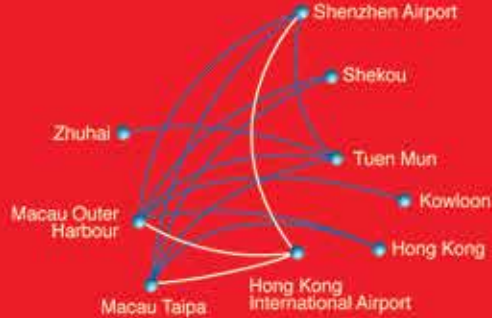 Shenzhen Airport
Shekou
Zhuhai
Tuen Mun
Kowloon
Macau Outer
Harbour
Hong Kong
Hong Kong
International Airport
Macau Taipa